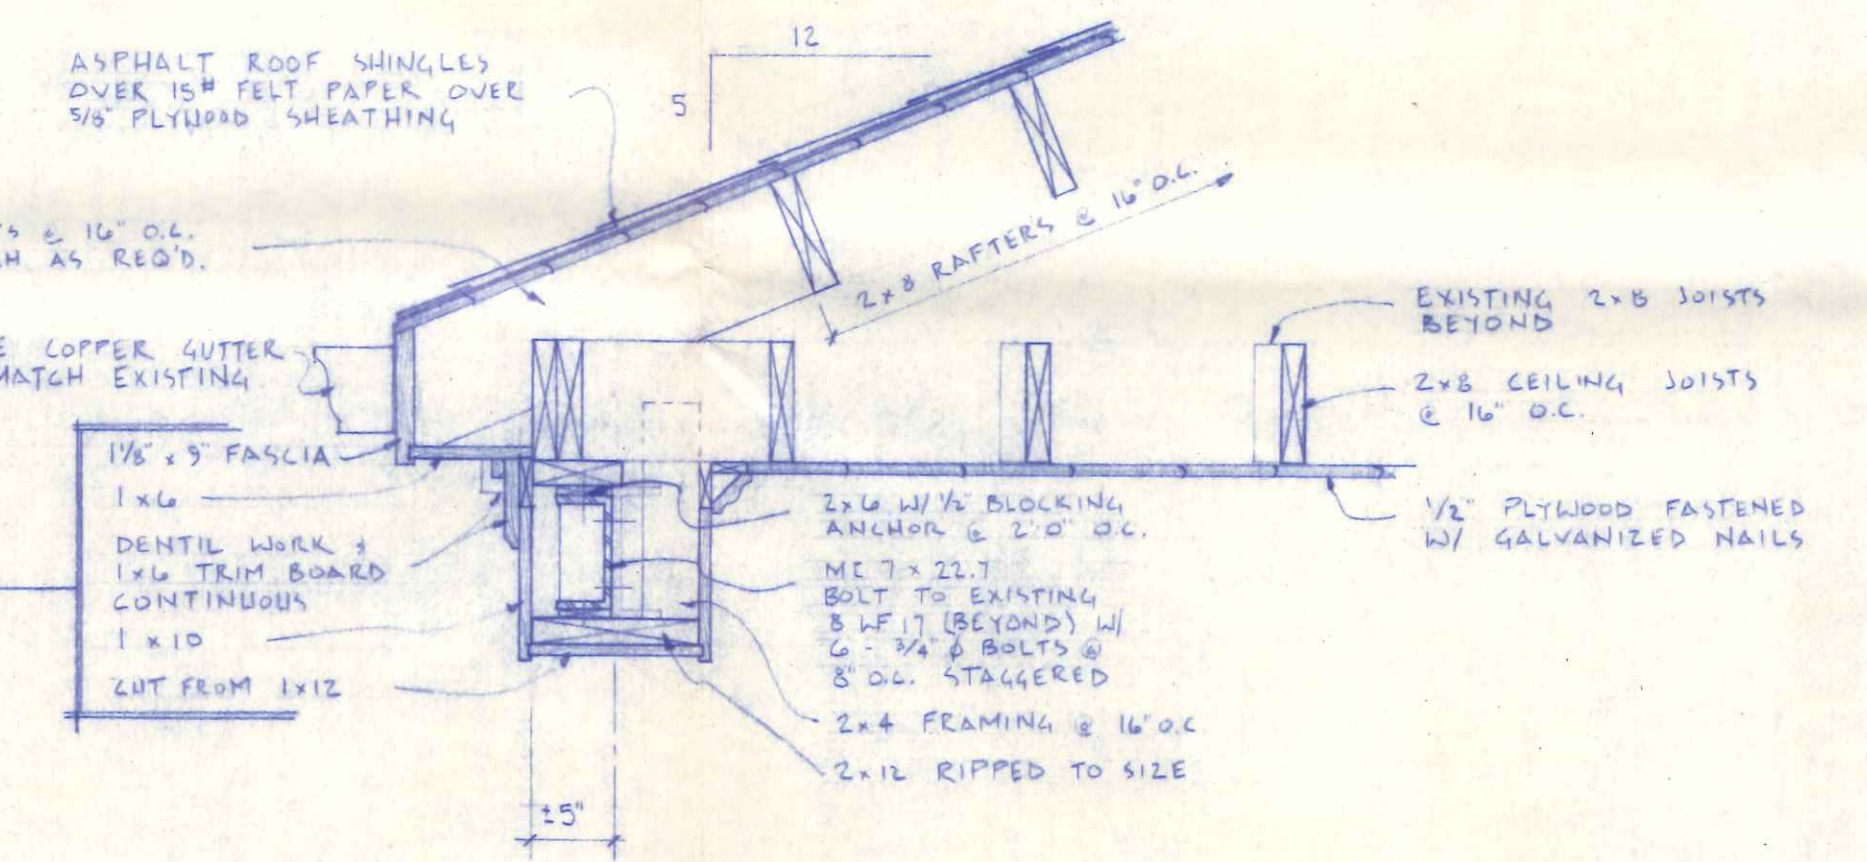 ASPHALT ROOF SHINGLES
OVER 15# FELT PAPER OVER
5/8" PLYWOOD SHEATHING
12
5
@ 16" O.C.
AS REQ'D.
COPPER GUTTER
MATCH EXISTING
2x8 RAFTERS @ 16" O.C.
EXISTING 2x8 JOISTS
BEYOND
2x8 CEILING JOISTS
@ 16" O.C.
1/2" PLYWOOD FASTENED
W/ GALVANIZED NAILS
1 1/8" x 9" FASCIA
1x6
DENTIL WORK &
1x6 TRIM BOARD
CONTINUOUS
1x10
CUT FROM 1x12
2x6 W/ 1/2" BLOCKING
ANCHOR @ 2'0" O.C.
MC 7 x 22.7
BOLT TO EXISTING
8 WF 17 (BEYOND) W/
6 - 3/4" ϕ BOLTS @
8" O.C. STAGGERED
2x4 FRAMING @ 16" O.C
2x12 RIPPED TO SIZE
±5"